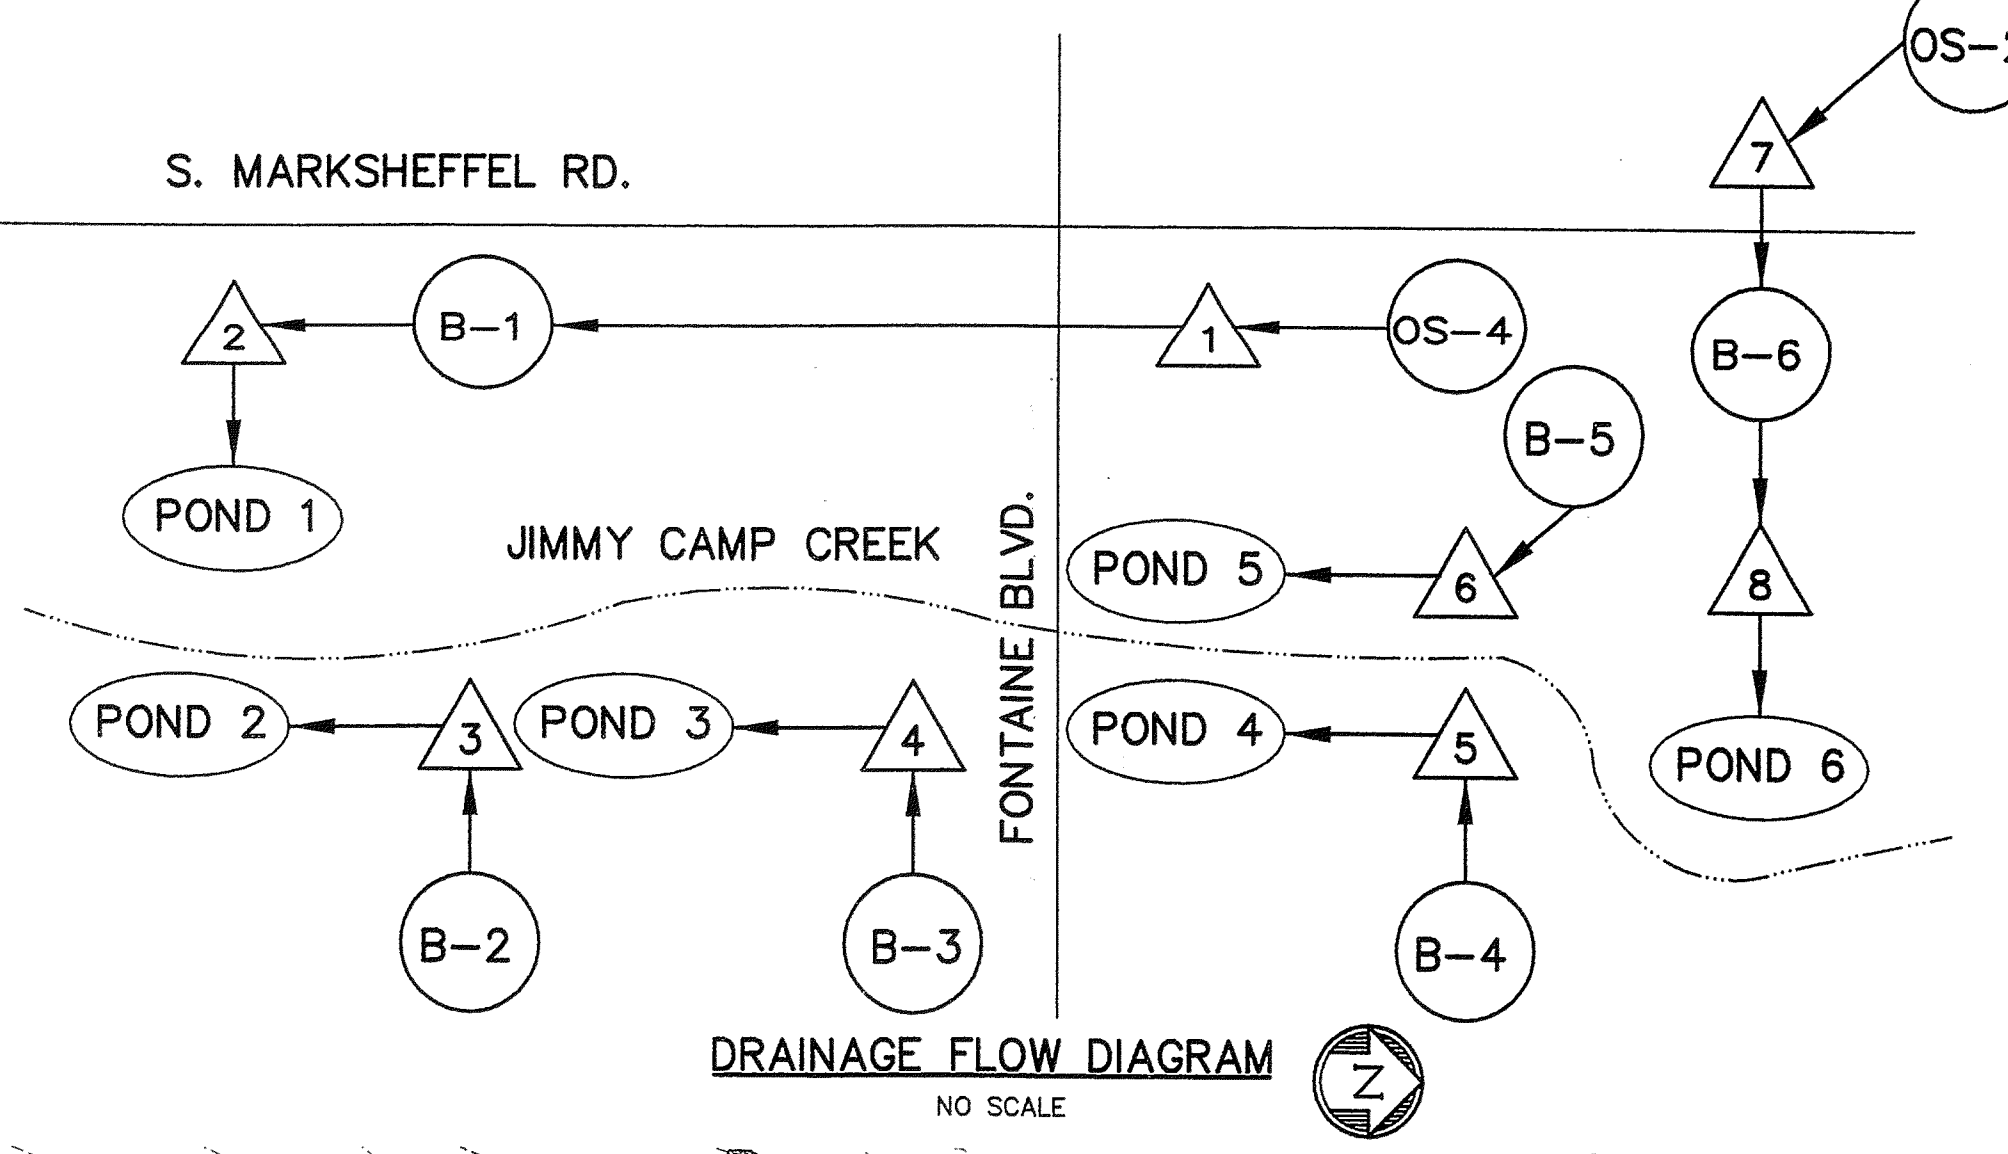 OS-
7
S. MARKSHEFFEL RD.
2
B-1
1
OS-4
B-6
B-5
POND 1
JIMMY CAMP CREEK
FONTAINE BLVD.
POND 5
6
8
POND 2
3
POND 3
4
POND 4
5
POND 6
B-2
B-3
B-4
DRAINAGE FLOW DIAGRAM
NO SCALE
N